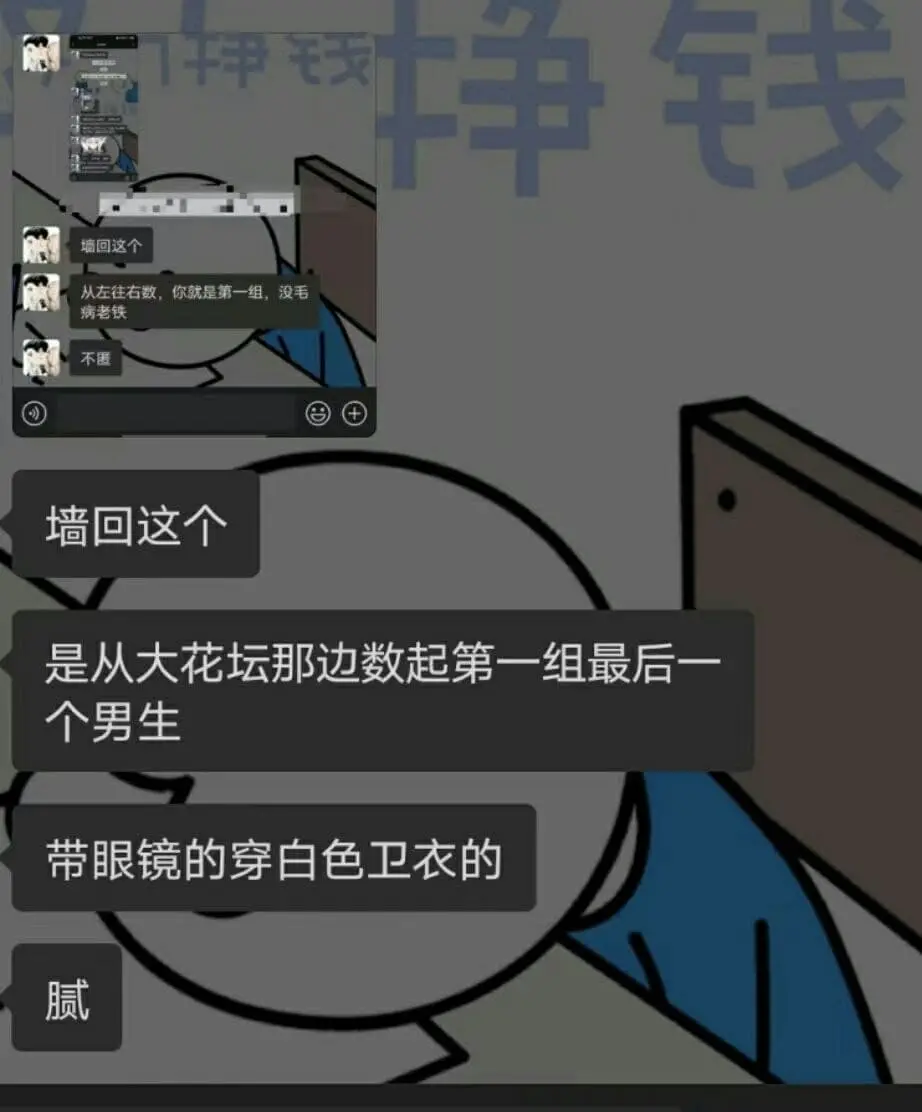 挣钱
挣钱
墙回这个
从左往右数，你就是第一组，没毛
病老铁
不匿
墙回这个
是从大花坛那边数起第一组最后一
个男生
带眼镜的穿白色卫衣的
腻